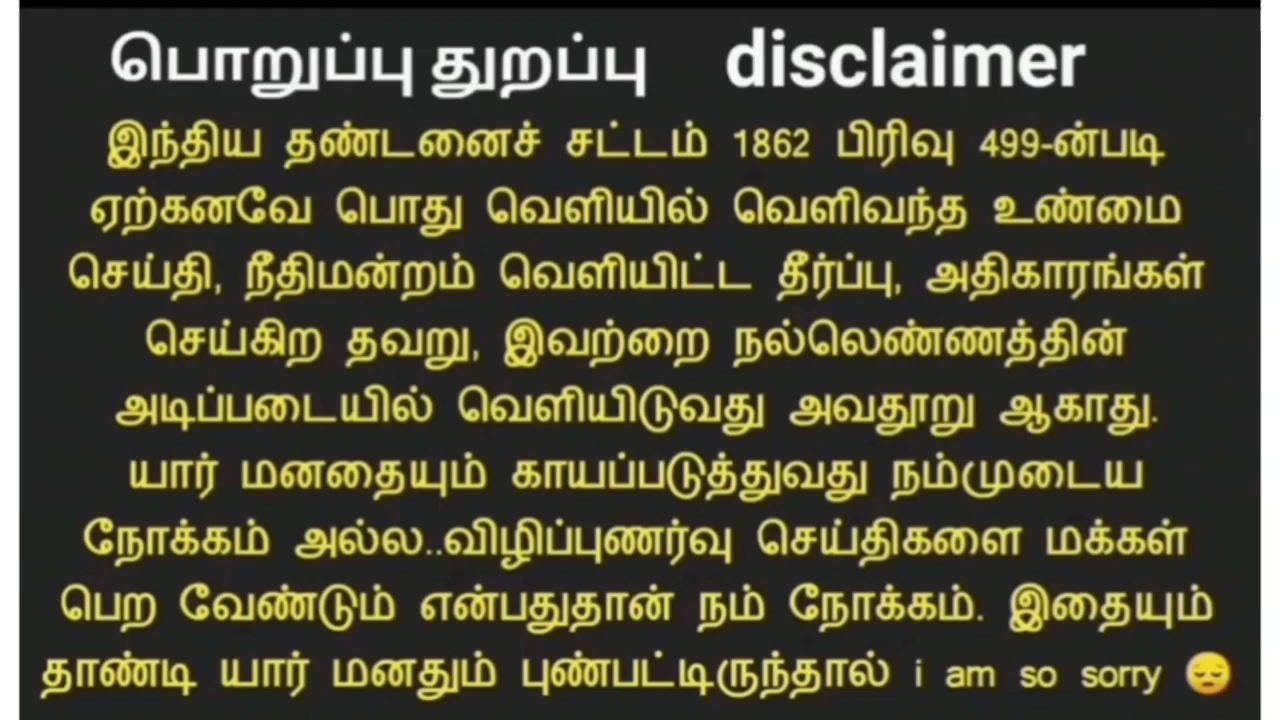 பொறுப்பு துறப்பு disclaimer
இந்திய தண்டனைச் சட்டம் 1862 பிரிவு 499-ன்படி
ஏற்கனவே பொது வெளியில் வெளிவந்த உண்மை
செய்தி, நீதிமன்றம் வெளியிட்ட தீர்ப்பு, அதிகாரங்கள்
செய்கிற தவறு, இவற்றை நல்லெண்ணத்தின்
அடிப்படையில் வெளியிடுவது அவதூறு ஆகாது.
யார் மனதையும் காயப்படுத்துவது நம்முடைய
நோக்கம் அல்ல..விழிப்புணர்வு செய்திகளை மக்கள்
பெற வேண்டும் என்பதுதான் நம் நோக்கம். இதையும்
தாண்டி யார் மனதும் புண்பட்டிருந்தால் i am so sorry 😔